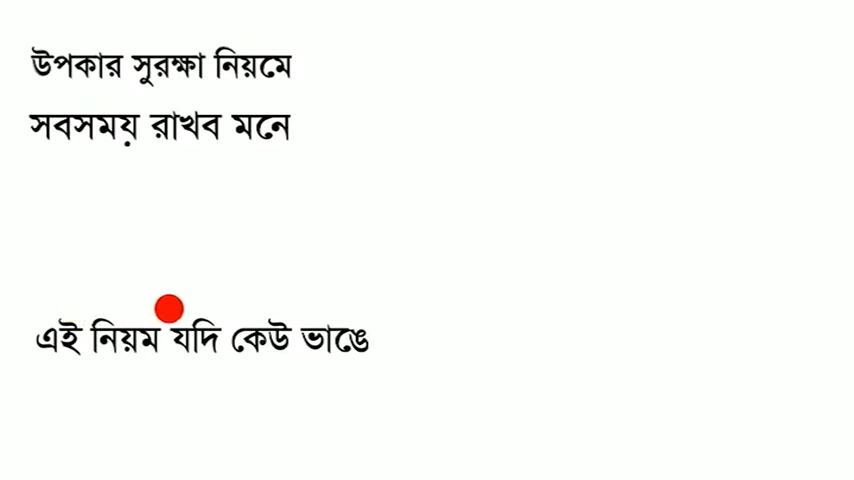 উপকার সুরক্ষা নিয়মে
সবসময় রাখব মনে
এই নিয়ম যদি কেউ ভাঙে